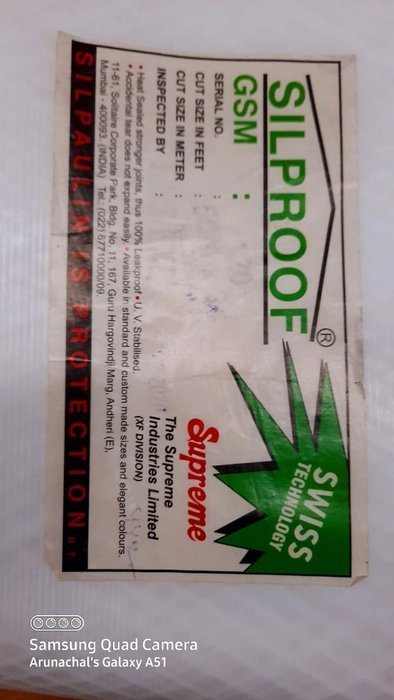 SILPROOF ®
GSM :
SERIAL NO. :
CUT SIZE IN FEET :
CUT SIZE IN METER :
INSPECTED BY :
SWISS
TECHNOLOGY
Supreme
The Supreme
Industries Limited
(XF DIVISION)
• Heat Sealed stronger joints, thus 100% Leakproof • U. V. Stabilised.
• Accidental tear does not expand easily. • Available in standard and custom made sizes and elegant colours.
11-61, Solitaire Corporate Park, Bldg. No. 11, 167, Guru Hargovindji Marg, Andheri (E),
Mumbai - 400093. (INDIA) Tel.: (022) 67710000/09.
SILPAULIN IS PROTECTION
Samsung Quad Camera
Arunachal's Galaxy A51